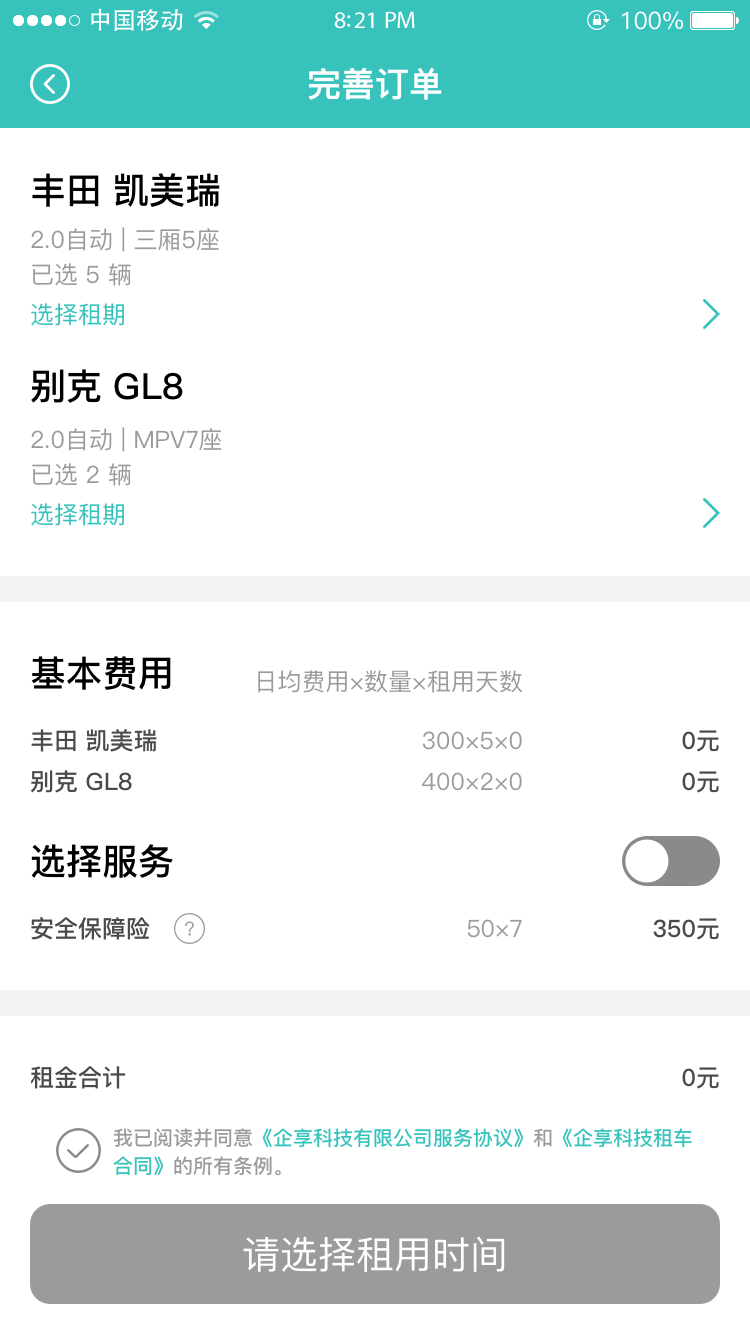 中国移动 8:21 PM 100%
完善订单
丰田 凯美瑞
2.0自动 | 三厢5座
已选 5 辆
选择租期
别克 GL8
2.0自动 | MPV7座
已选 2 辆
选择租期
基本费用 日均费用×数量×租用天数
丰田 凯美瑞 300×5×0 0元
别克 GL8 400×2×0 0元
选择服务
安全保障险 ? 50×7 350元
租金合计 0元
我已阅读并同意《企享科技有限公司服务协议》和《企享科技租车
合同》的所有条例。
请选择租用时间